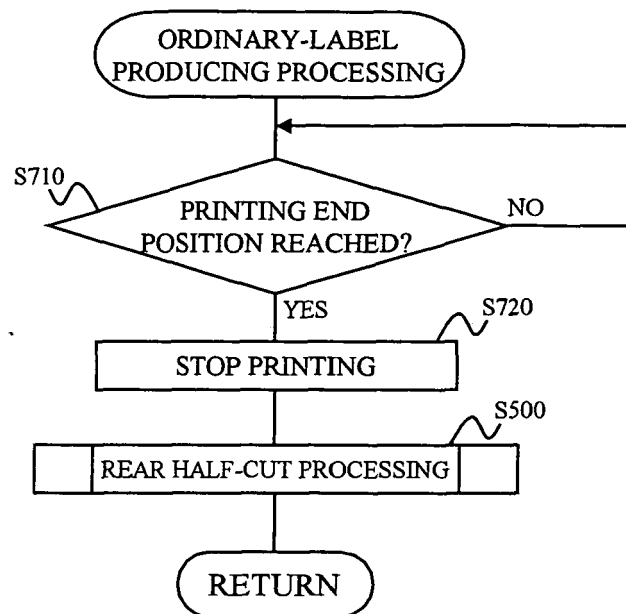 ORDINARY-LABEL
PRODUCING PROCESSING
S710
PRINTING END
POSITION REACHED?
NO
YES
S720
STOP PRINTING
S500
REAR HALF-CUT PROCESSING
RETURN